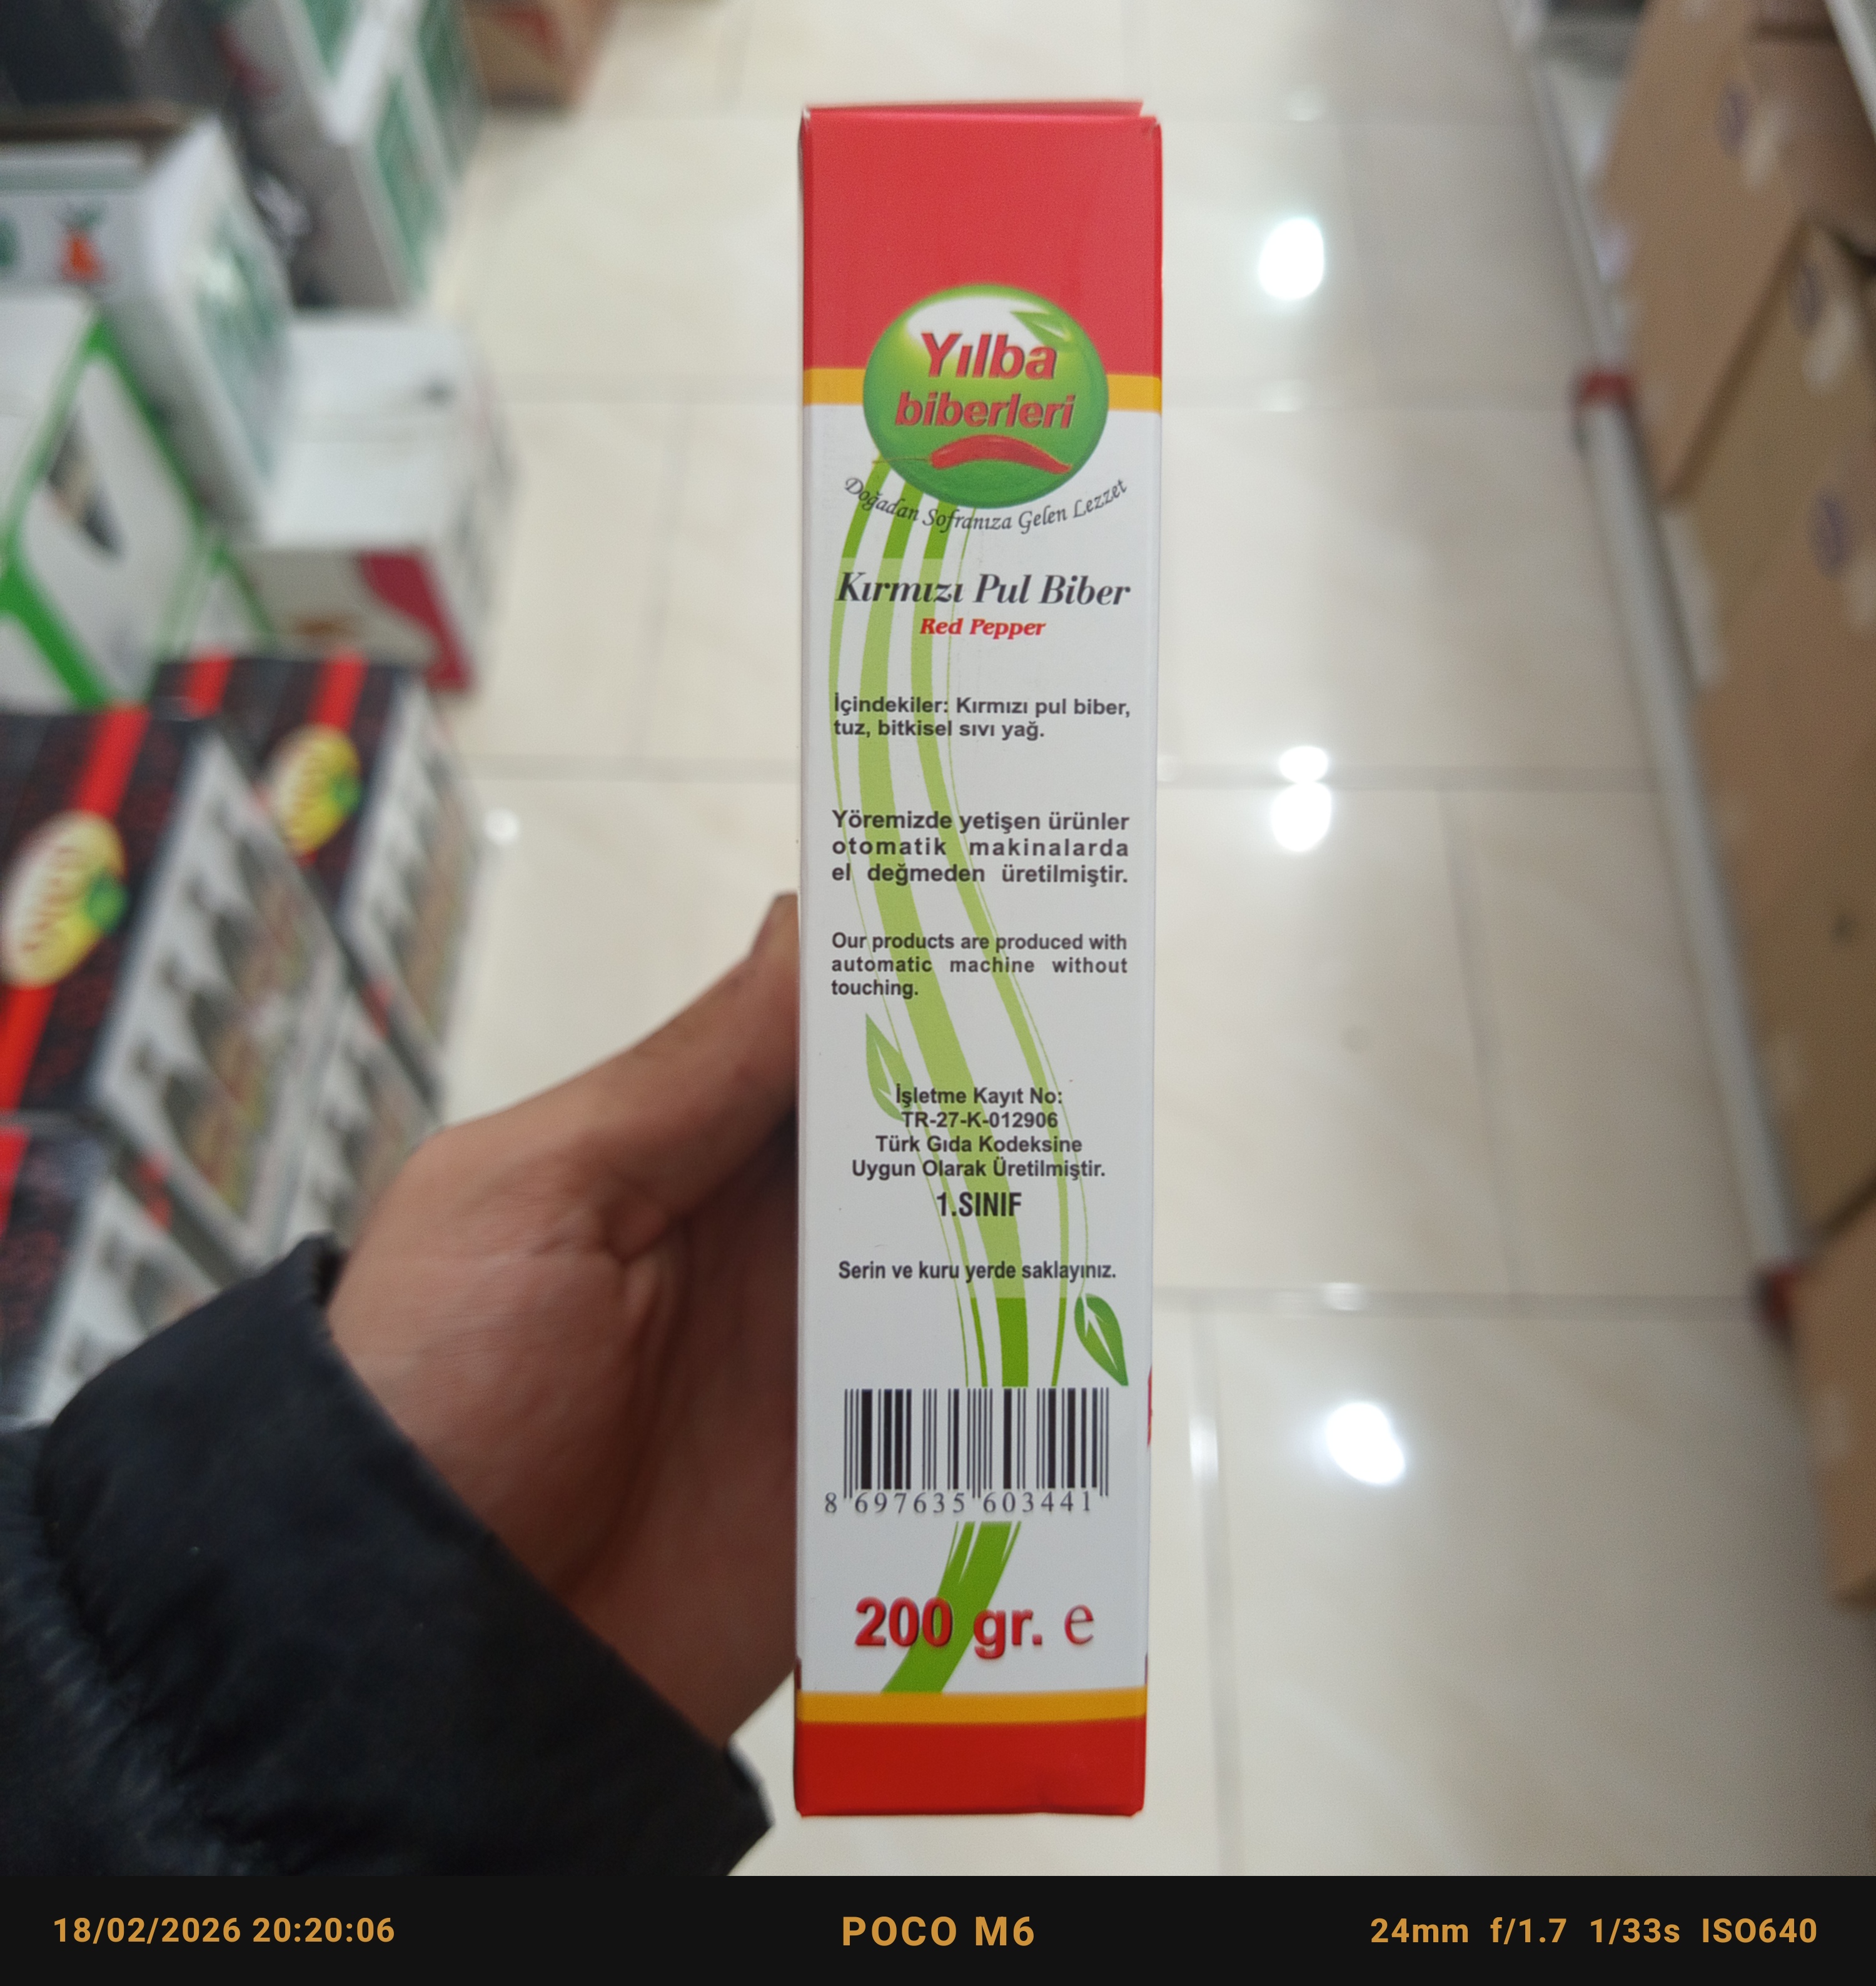 Yılba
biberleri
Doğadan Sofranıza Gelen Lezzet
Kırmızı Pul Biber
Red Pepper
İçindekiler: Kırmızı pul biber,
tuz, bitkisel sıvı yağ.
Yöremizde yetişen ürünler
otomatik makinalarda
el değmeden üretilmiştir.
Our products are produced with
automatic machine without
touching.
İşletme Kayıt No:
TR-27-K-012906
Türk Gıda Kodeksine
Uygun Olarak Üretilmiştir.
1.SINIF
Serin ve kuru yerde saklayınız.
8 697635 603441
200 gr. e
18/02/2026 20:20:06
POCO M6
24mm f/1.7 1/33s ISO640